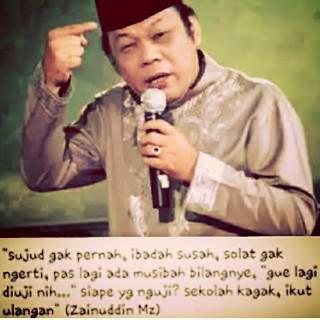 "sujud gak pernah, ibadah susah, solat gak
ngerti, pas lagi ada musibah bilangnye, "gue lagi
diuji nih..." siape yg nguji? sekolah kagak, ikut
ulangan" (Zainuddin Mz)